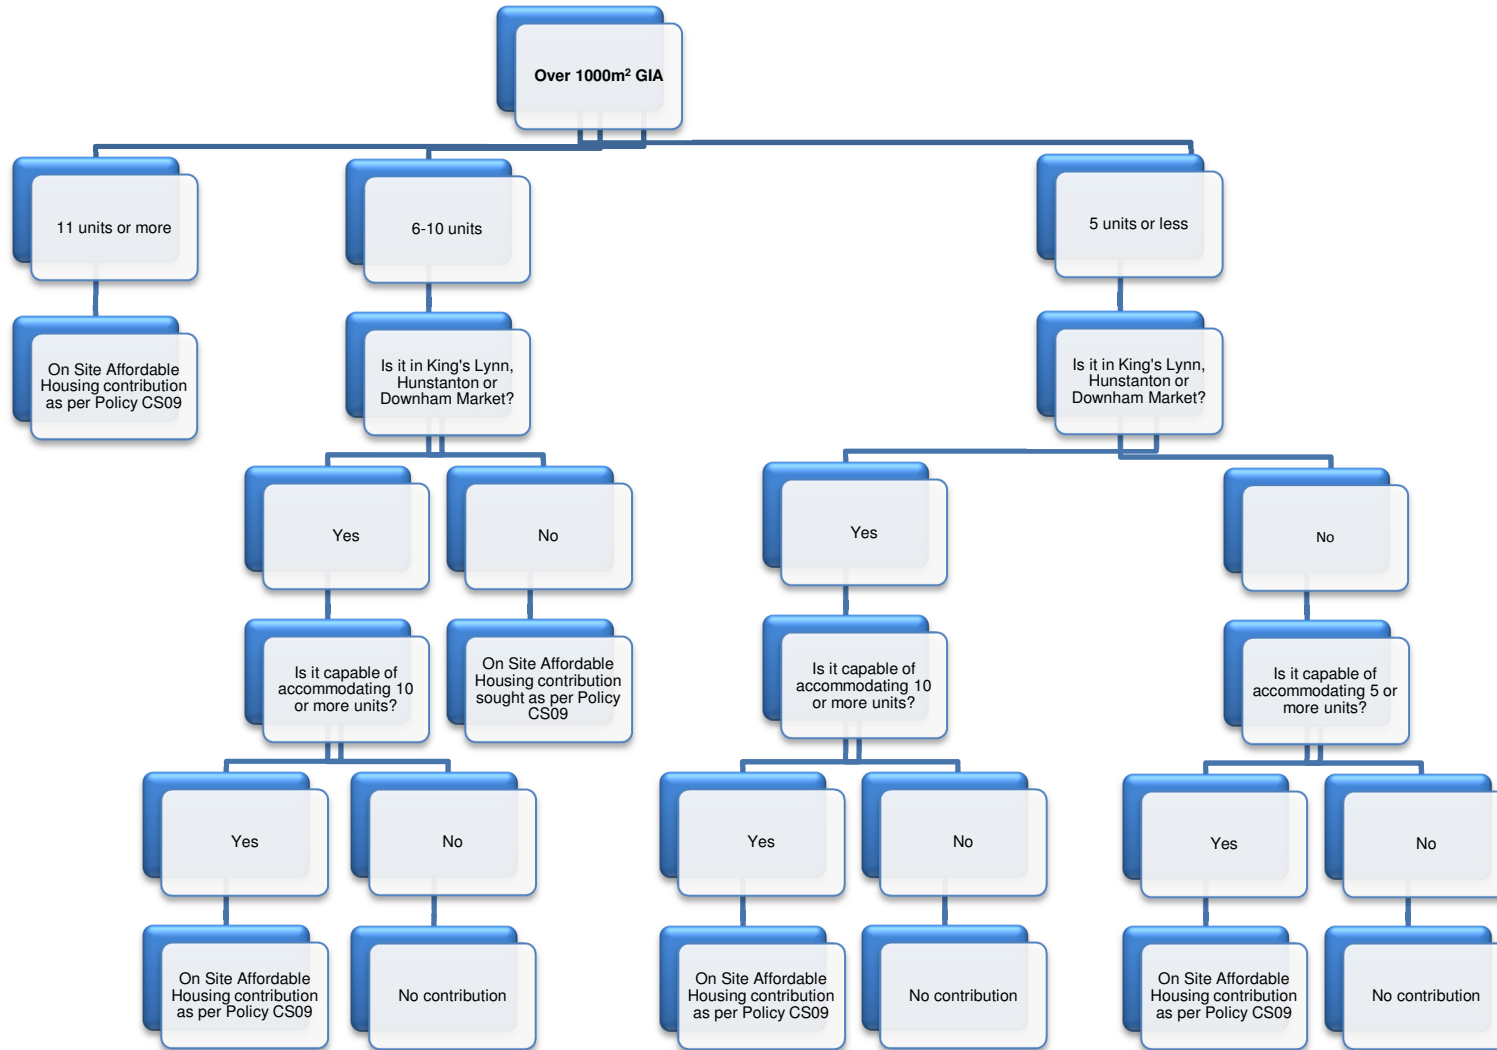 Over 1000m² GIA
11 units or more
6-10 units
5 units or less
On Site Affordable
Housing contribution
as per Policy CS09
Is it in King's Lynn,
Hunstanton or
Downham Market?
Is it in King's Lynn,
Hunstanton or
Downham Market?
Yes
No
Yes
No
Is it capable of
accommodating 10
or more units?
On Site Affordable
Housing contribution
sought as per Policy
CS09
Is it capable of
accommodating 10
or more units?
Is it capable of
accommodating 5 or
more units?
Yes
No
Yes
No
Yes
No
On Site Affordable
Housing contribution
as per Policy CS09
No contribution
On Site Affordable
Housing contribution
as per Policy CS09
No contribution
On Site Affordable
Housing contribution
as per Policy CS09
No contribution